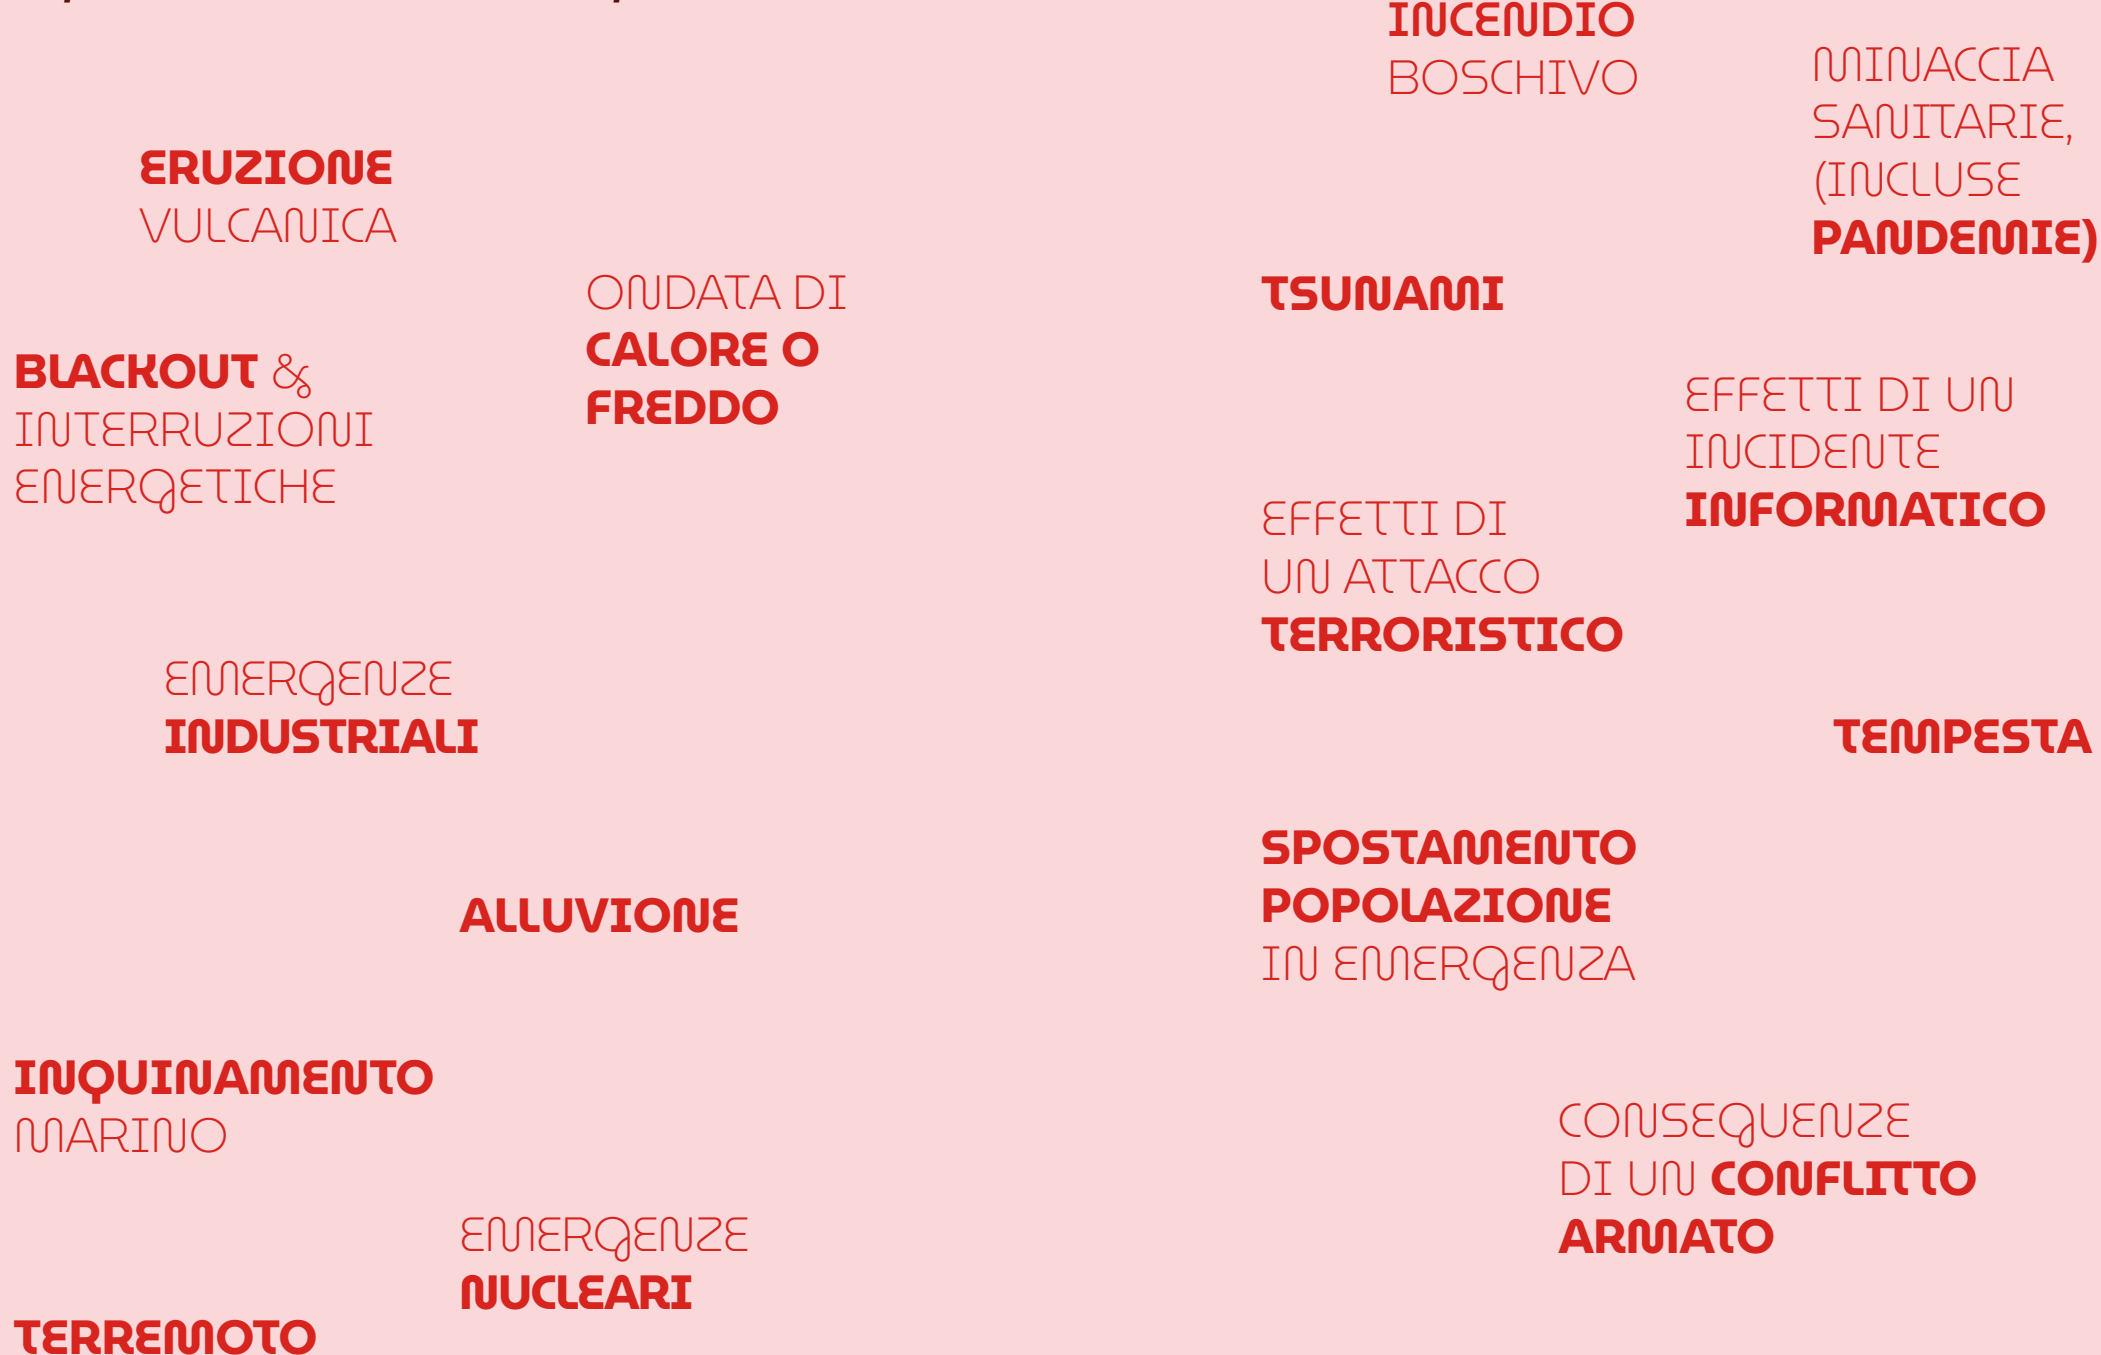 ERUZIONE
VULCANICA
ONDATA DI
CALORE O
FREDDO
BLACKOUT &
INTERRUZIONI
ENERGETICHE
EMERGENZE
INDUSTRIALI
ALLUVIONE
INQUINAMENTO
MARINO
EMERGENZE
NUCLEARI
TERREMOTO
INCENDIO
BOSCHIVO
MINACCIA
SANITARIE,
(INCLUSE
PANDEMIE)
TSUNAMI
EFFETTI DI UN
INCIDENTE
INFORMATICO
EFFETTI DI
UN ATTACCO
TERRORISTICO
TEMPESTA
SPOSTAMENTO
POPOLAZIONE
IN EMERGENZA
CONSEGUENZE
DI UN CONFLITTO
ARMATO